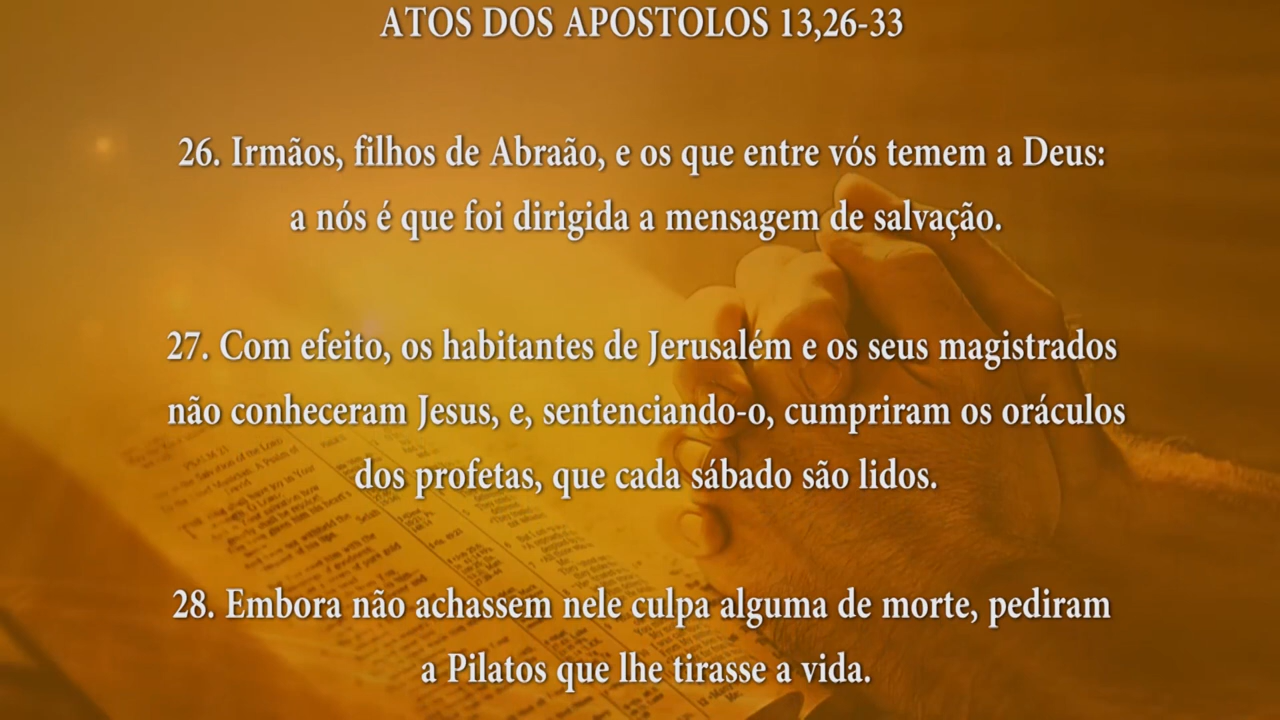 ATOS DOS APOSTOLOS 13,26-33
26. Irmãos, filhos de Abraão, e os que entre vós temem a Deus:
a nós é que foi dirigida a mensagem de salvação.
27. Com efeito, os habitantes de Jerusalém e os seus magistrados
não conheceram Jesus, e, sentenciando-o, cumpriram os oráculos
dos profetas, que cada sábado são lidos.
28. Embora não achassem nele culpa alguma de morte, pediram
a Pilatos que lhe tirasse a vida.